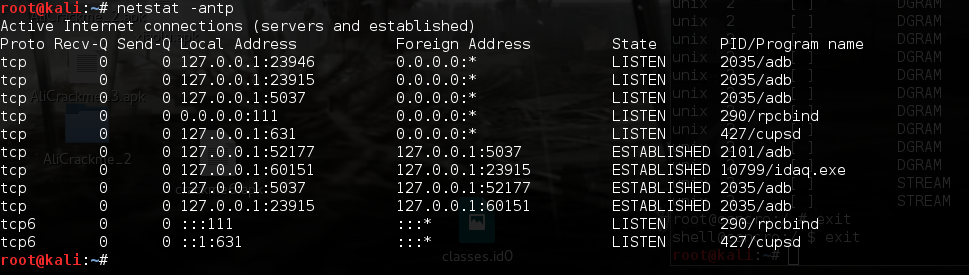 root@kali:~# netstat -antp
Active Internet connections (servers and established)
Proto Recv-Q Send-Q Local Address           Foreign Address         State       PID/Program name
tcp        0      0 127.0.0.1:23946         0.0.0.0:*               LISTEN      2035/adb
tcp        0      0 127.0.0.1:23915         0.0.0.0:*               LISTEN      2035/adb
tcp        0      0 127.0.0.1:5037          0.0.0.0:*               LISTEN      2035/adb
tcp        0      0 0.0.0.0:111             0.0.0.0:*               LISTEN      290/rpcbind
tcp        0      0 127.0.0.1:631           0.0.0.0:*               LISTEN      427/cupsd
tcp        0      0 127.0.0.1:52177         127.0.0.1:5037          ESTABLISHED 2101/adb
tcp        0      0 127.0.0.1:60151         127.0.0.1:23915         ESTABLISHED 10799/idaq.exe
tcp        0      0 127.0.0.1:5037          127.0.0.1:52177         ESTABLISHED 2035/adb
tcp        0      0 127.0.0.1:23915         127.0.0.1:60151         ESTABLISHED 2035/adb
tcp6       0      0 :::111                  :::*                    LISTEN      290/rpcbind
tcp6       0      0 ::1:631                 :::*                    LISTEN      427/cupsd
root@kali:~#
AliCrackme_2
classes.id0
unix 2 [ ] DGRAM
unix 2 [ ] DGRAM
DGRAM
DGRAM
DGRAM
DGRAM
DGRAM
DGRAM
DGRAM
STREAM
STREAM
# exit
$ exit
root@kali:~#